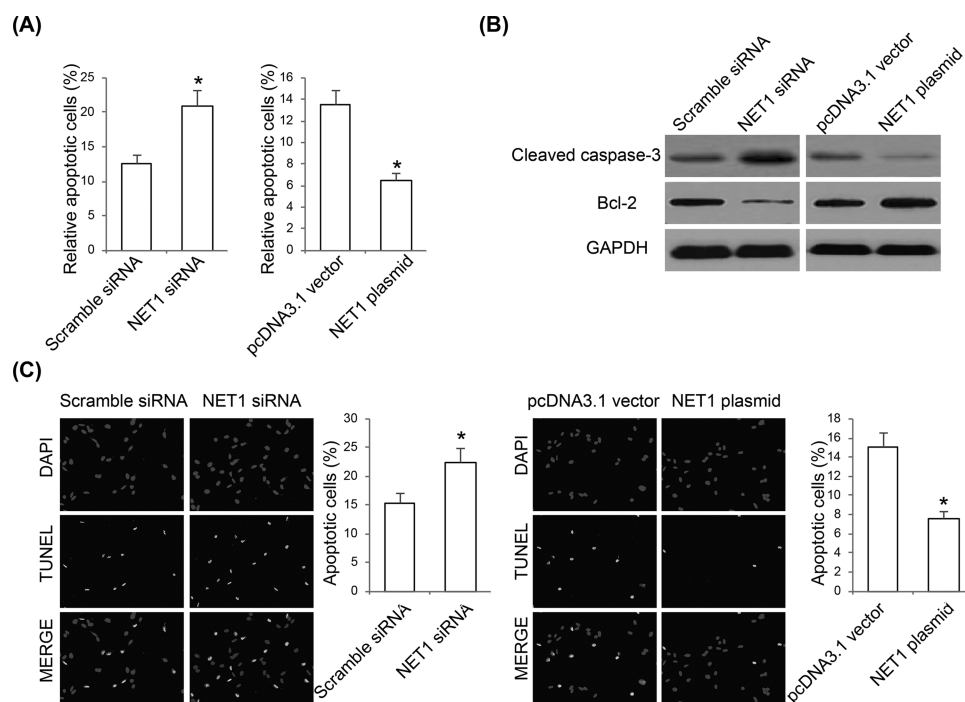 (A)
Relative apoptotic cells (%)
25
20
15
10
5
0
*
Scramble siRNA
NET1 siRNA
Relative apoptotic cells (%)
16
14
12
10
8
6
4
2
0
*
pcDNA3.1 vector
NET1 plasmid
(B)
Scramble siRNA
NET1 siRNA
pcDNA3.1 vector
NET1 plasmid
Cleaved caspase-3
Bcl-2
GAPDH
(C)
Scramble siRNA NET1 siRNA
DAPI
TUNEL
MERGE
Apoptotic cells (%)
30
25
20
15
10
5
0
*
Scramble siRNA
NET1 siRNA
pcDNA3.1 vector NET1 plasmid
DAPI
TUNEL
MERGE
Apoptotic cells (%)
18
16
14
12
10
8
6
4
2
0
*
pcDNA3.1 vector
NET1 plasmid